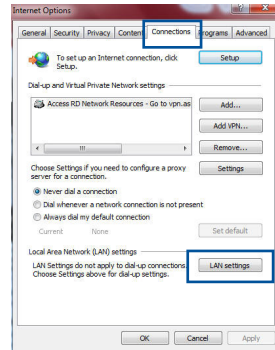 Internet Options
General Security Privacy Content Connections Programs Advanced
To set up an Internet connection, click
Setup.
Setup
Dial-up and Virtual Private Network settings
Access RD Network Resources - Go to vpn.as
Add...
Add VPN...
Remove...
Choose Settings if you need to configure a proxy
server for a connection.
Settings
Never dial a connection
Dial whenever a network connection is not present
Always dial my default connection
Current None
Set default
Local Area Network (LAN) settings
LAN Settings do not apply to dial-up connections.
Choose Settings above for dial-up settings.
LAN settings
OK Cancel Apply